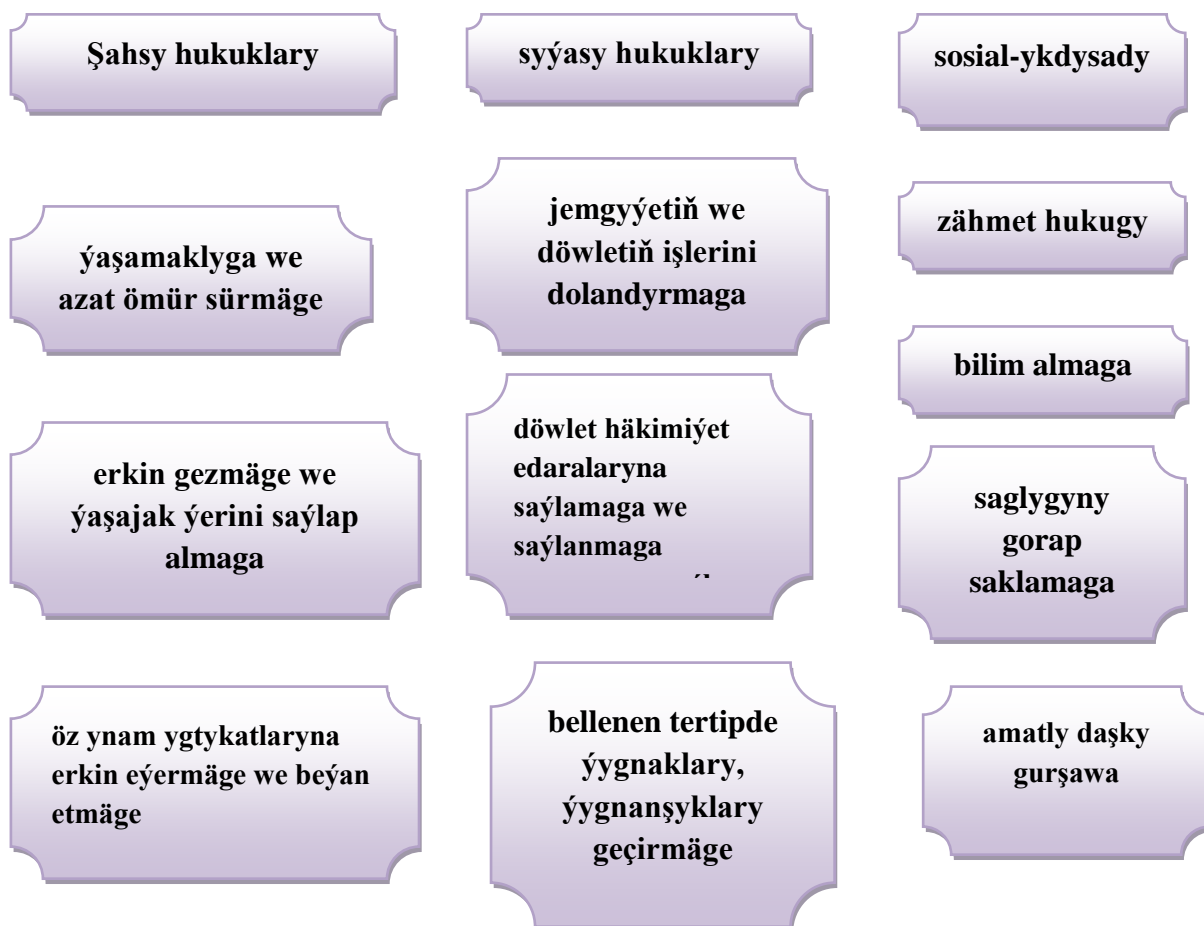 Şahsy hukuklary
syýasy hukuklary
sosial-ykdysady
ýaşamaklyga we
azat ömür sürmäge
jemgyýetiň we
döwletiň işlerini
dolandyrmaga
zähmet hukugy
bilim almaga
erkin gezmäge we
ýaşajak ýerini saýlap
almaga
döwlet häkimiýet
edaralaryna
saýlamaga we
saýlanmaga
saglygyny
gorap
saklamaga
öz ynam ygtykatlaryna
erkin eýermäge we beýan
etmäge
bellenen tertipde
ýygnaklary,
ýygnanşyklary
geçirmäge
amatly daşky
gurşawa